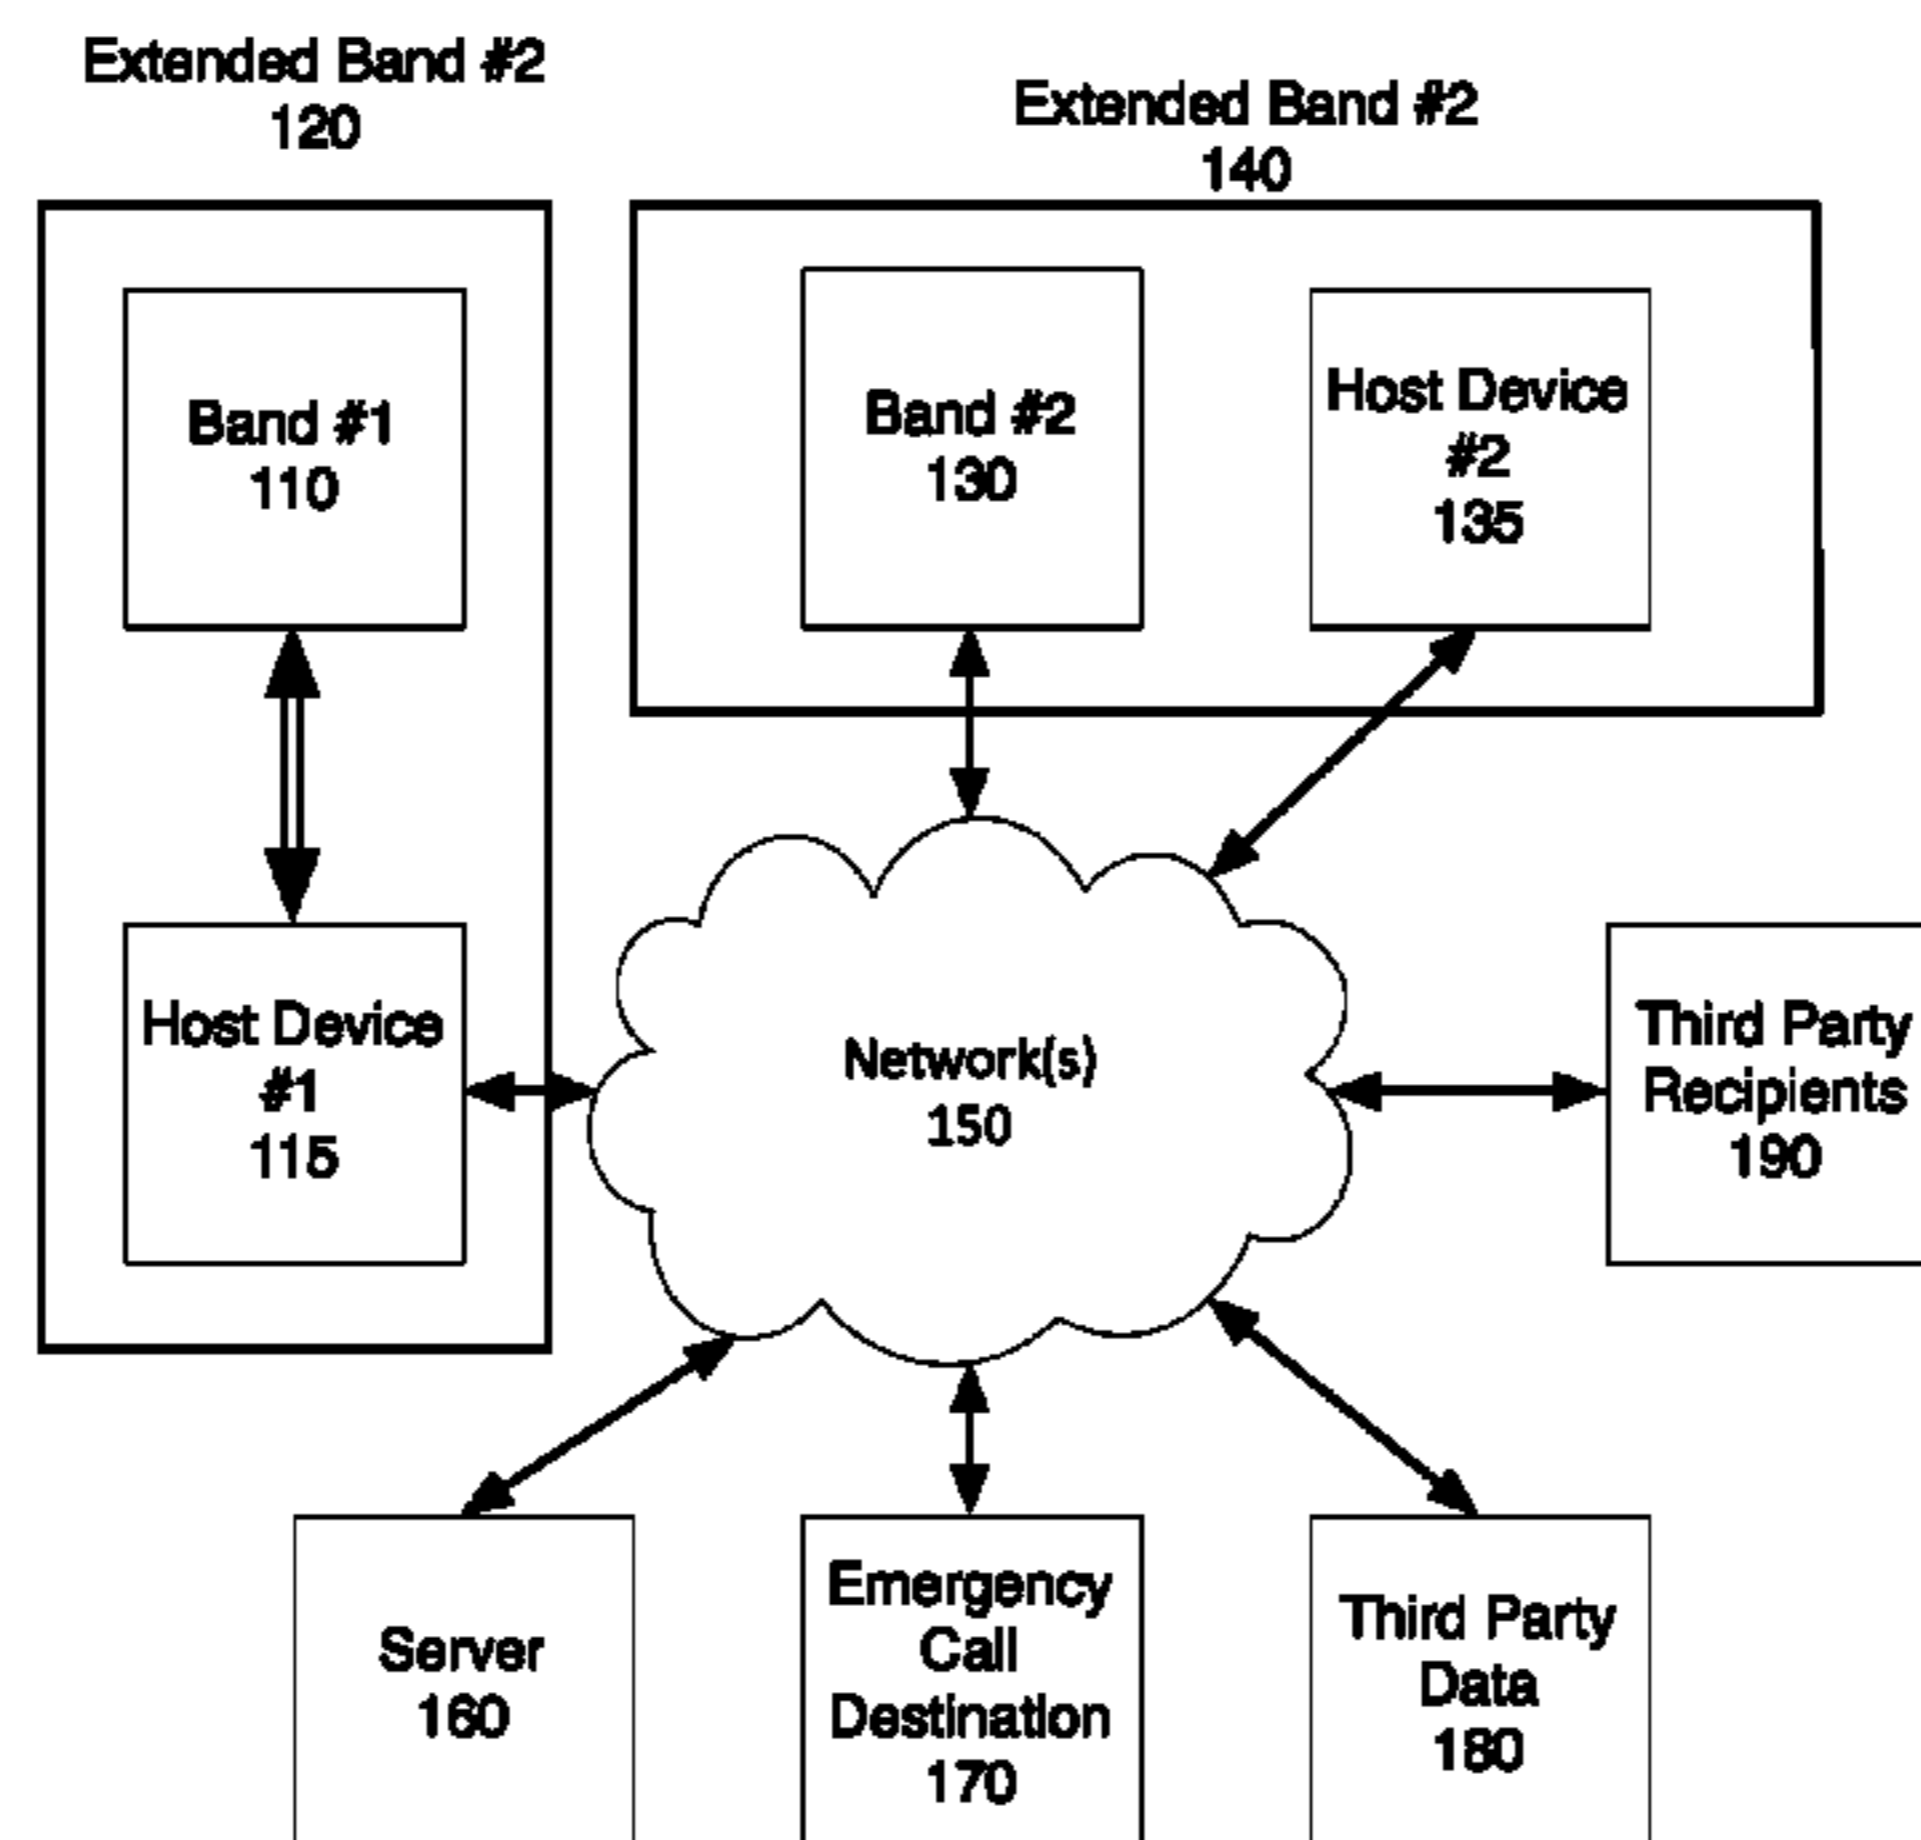 Extended Band #2
120
Extended Band #2
140
Band #1
110
Band #2
130
Host Device
#2
135
Host Device
#1
115
Network(s)
150
Third Party
Recipients
190
Server
160
Emergency
Call
Destination
170
Third Party
Data
180